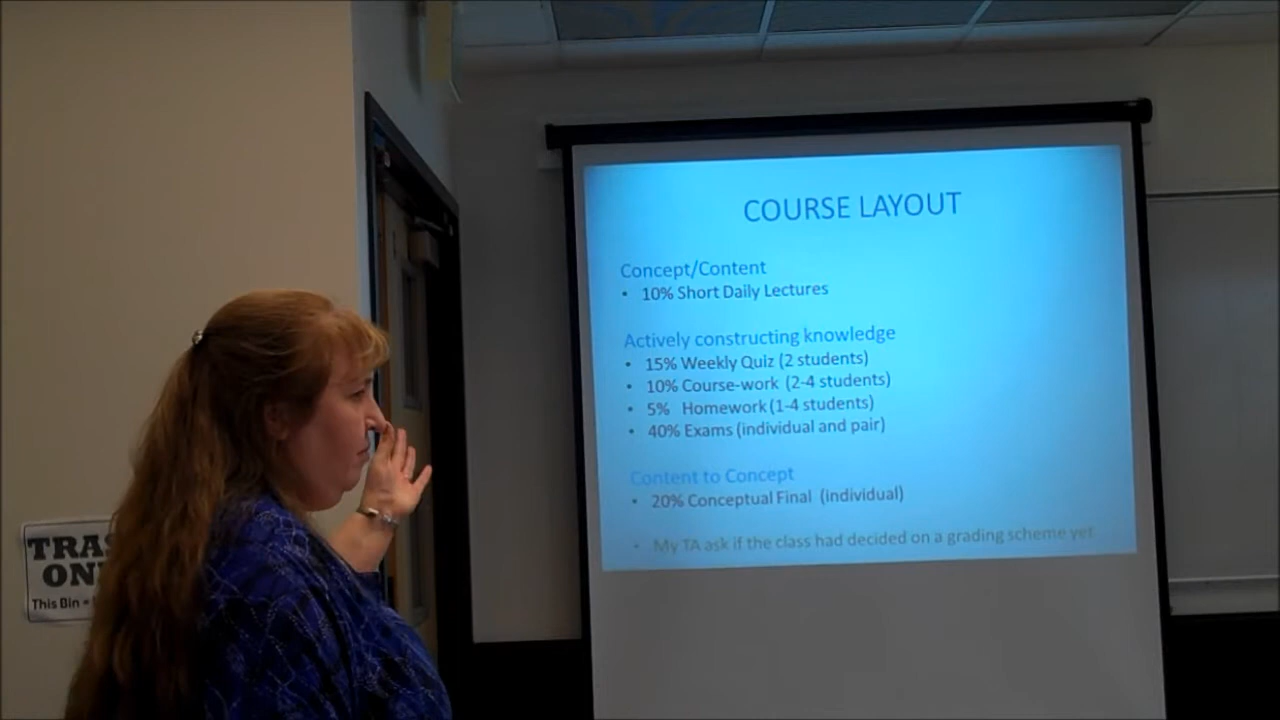 COURSE LAYOUT
Concept/Content
• 10% Short Daily Lectures
Actively constructing knowledge
• 15% Weekly Quiz (2 students)
• 10% Course-work (2-4 students)
• 5% Homework (1-4 students)
• 40% Exams (individual and pair)
Content to Concept
• 20% Conceptual Final (individual)
• My TA ask if the class had decided on a grading scheme yet
TRAS
ON
This Bin =